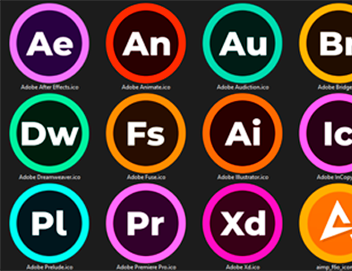 Ae An Au Br
Adobe After Effects.ico Adobe Animate.ico Adobe Audiction.ico Adobe Bridge
Dw Fs Ai Ic
Adobe Dreamweaver.ico Adobe Fuse.ico Adobe Illustrator.ico Adobe InCopy
Pl Pr Xd
Adobe Prelude.ico Adobe Premiere Pro.ico Adobe Xd.ico aimp_file_icon